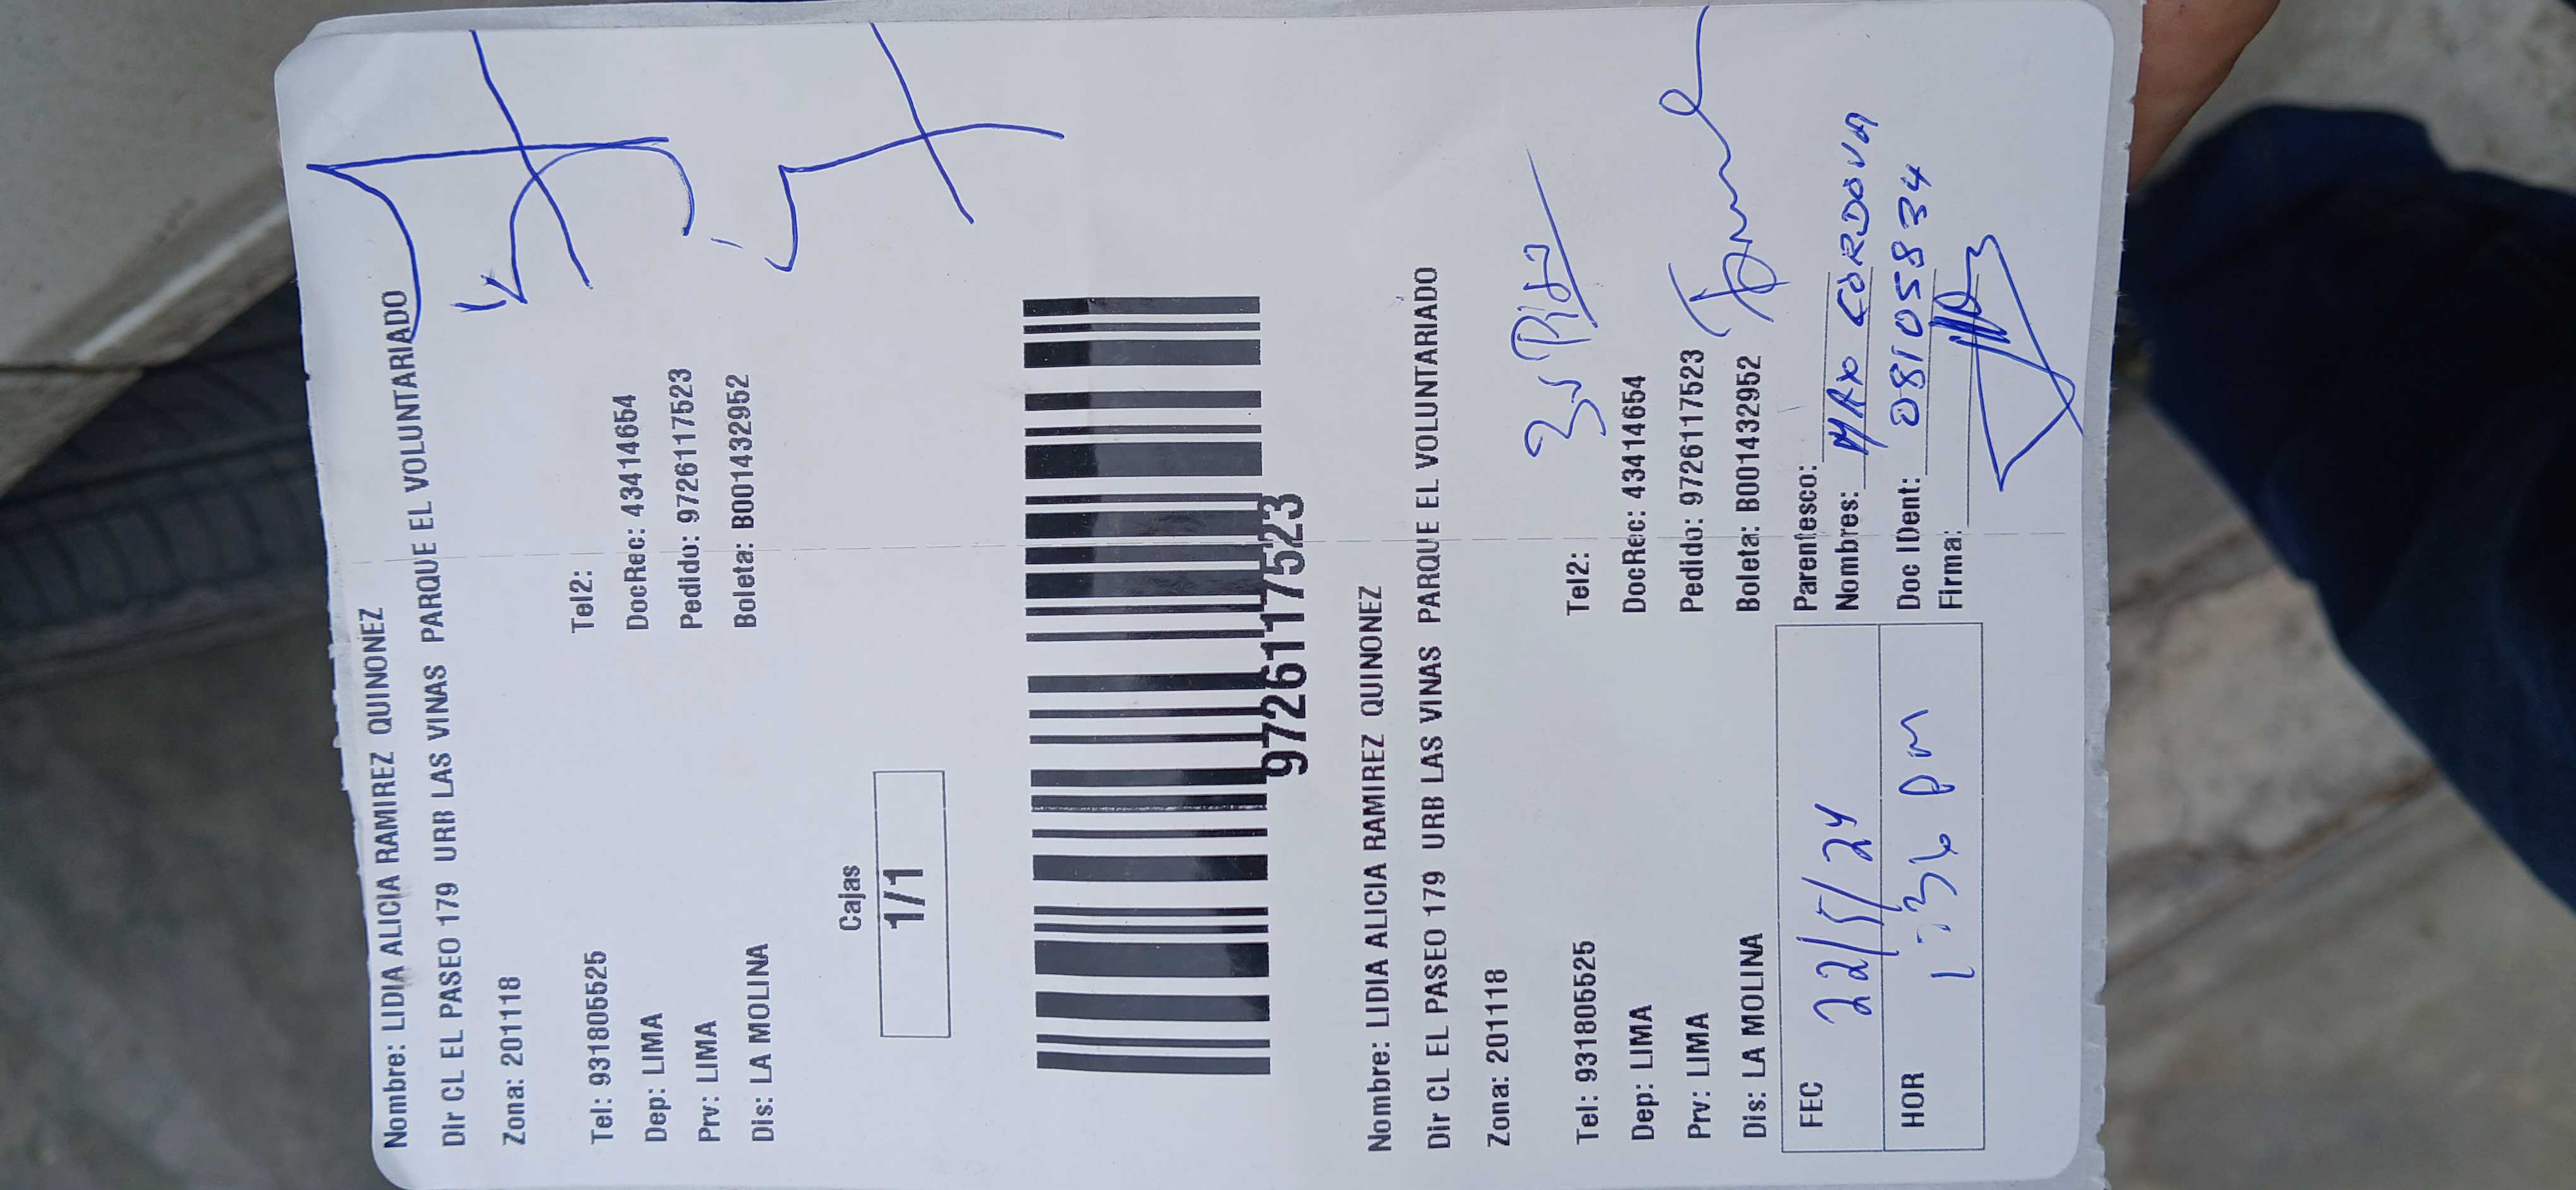 Nombre: LIDIA ALICIA RAMIREZ QUINONEZ
Dir CL EL PASEO 179 URB LAS VINAS PARQUE EL VOLUNTARIADO
Zona: 201118
Tel: 931805525 Tel2:
Dep: LIMA DocRec: 43414654
Prv: LIMA Pedido: 97261117523
Dis: LA MOLINA Boleta: B001432952
Cajas
1/1
97261117523
Nombre: LIDIA ALICIA RAMIREZ QUINONEZ
Dir CL EL PASEO 179 URB LAS VINAS PARQUE EL VOLUNTARIADO
Zona: 201118
Tel: 931805525 Tel2:
Dep: LIMA DocRec: 43414654
Prv: LIMA Pedido: 97261117523
Dis: LA MOLINA Boleta: B001432952
FEC 22/5/24 Parentesco:
Nombres: MAX CORDOVA
HOR 1:36 pm Doc IDent: 08105834
Firma: